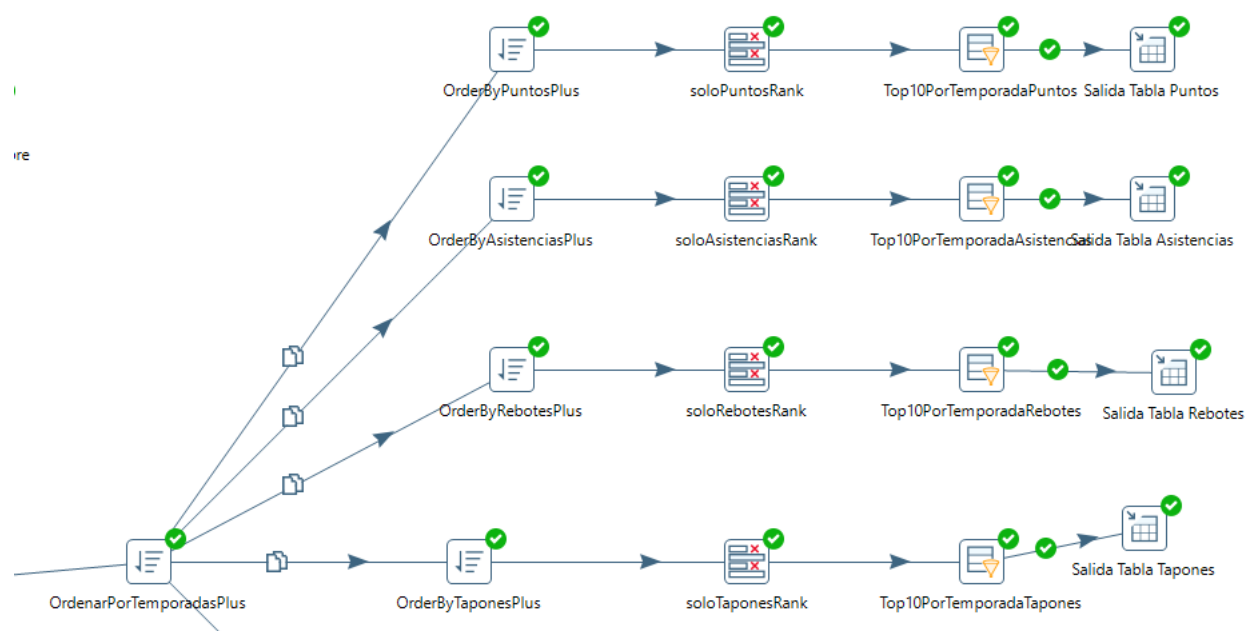 OrderByPuntosPlus
soloPuntosRank
Top10PorTemporadaPuntos
Salida Tabla Puntos
OrderByAsistenciasPlus
soloAsistenciasRank
Top10PorTemporadaAsistencias
Salida Tabla Asistencias
OrderByRebotesPlus
soloRebotesRank
Top10PorTemporadaRebotes
Salida Tabla Rebotes
OrdenarPorTemporadasPlus
OrderByTaponesPlus
soloTaponesRank
Top10PorTemporadaTapones
Salida Tabla Tapones